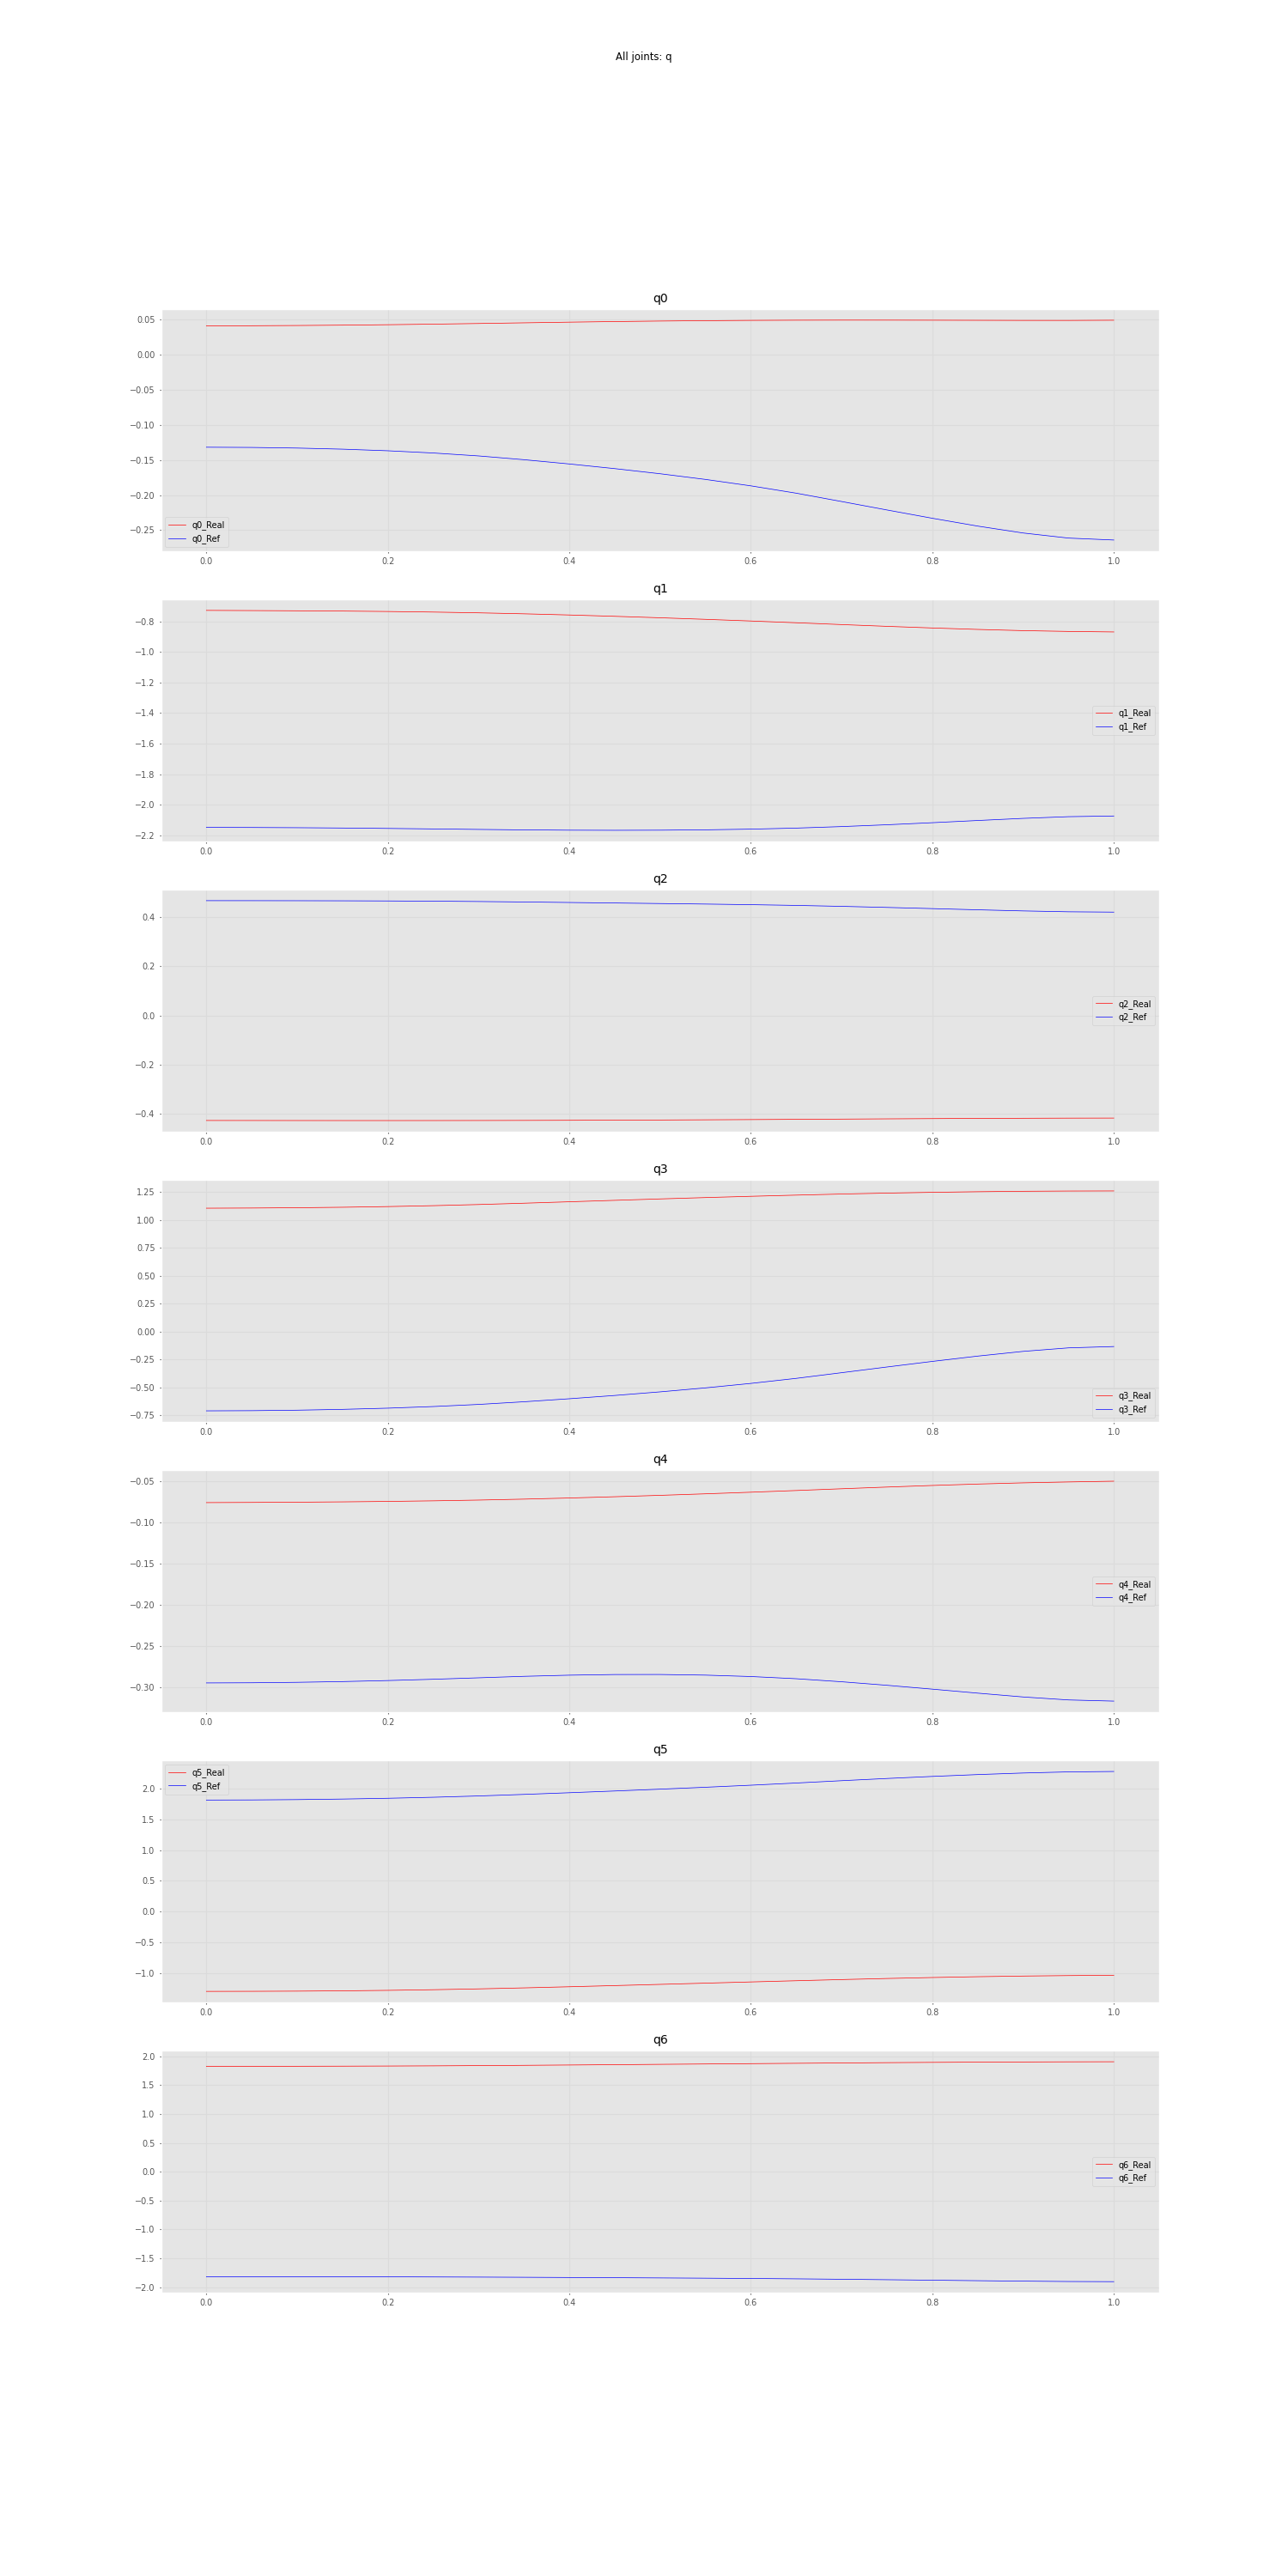 All joints: q
q0
0.05
0.00
−0.05
−0.10
−0.15
−0.20
−0.25
q0_Real
q0_Ref
0.0 0.2 0.4 0.6 0.8 1.0
q1
−0.8
−1.0
−1.2
−1.4
−1.6
−1.8
−2.0
−2.2
q1_Real
q1_Ref
0.0 0.2 0.4 0.6 0.8 1.0
q2
0.4
0.2
0.0
−0.2
−0.4
q2_Real
q2_Ref
0.0 0.2 0.4 0.6 0.8 1.0
q3
1.25
1.00
0.75
0.50
0.25
0.00
−0.25
−0.50
−0.75
q3_Real
q3_Ref
0.0 0.2 0.4 0.6 0.8 1.0
q4
−0.05
−0.10
−0.15
−0.20
−0.25
−0.30
q4_Real
q4_Ref
0.0 0.2 0.4 0.6 0.8 1.0
q5
q5_Real
q5_Ref
2.0
1.5
1.0
0.5
0.0
−0.5
−1.0
0.0 0.2 0.4 0.6 0.8 1.0
q6
2.0
1.5
1.0
0.5
0.0
−0.5
−1.0
−1.5
−2.0
q6_Real
q6_Ref
0.0 0.2 0.4 0.6 0.8 1.0